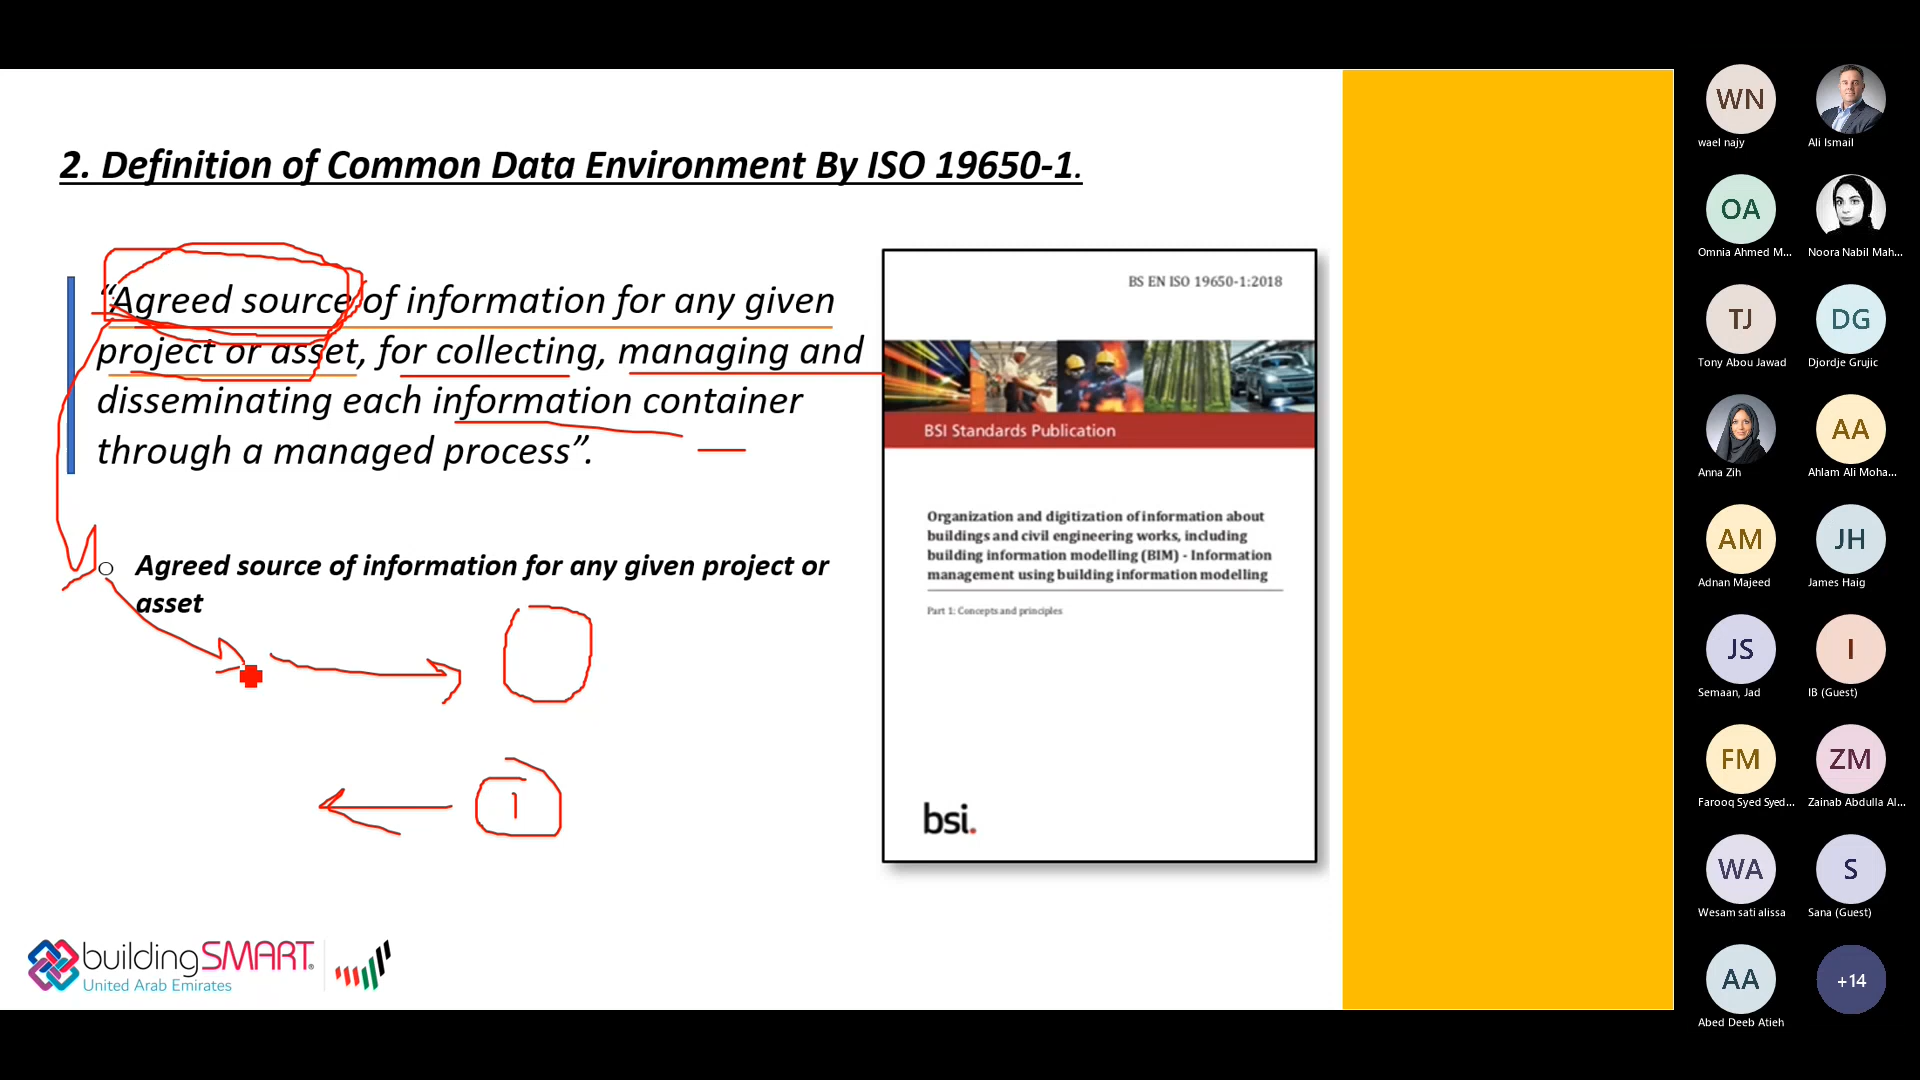 2. Definition of Common Data Environment By ISO 19650-1.
“Agreed source of information for any given
project or asset, for collecting, managing and
disseminating each information container
through a managed process”.
o Agreed source of information for any given project or
asset
1
BS EN ISO 19650-1:2018
BSI Standards Publication
Organization and digitization of information about
buildings and civil engineering works, including
building information modelling (BIM) - Information
management using building information modelling
Part 1: Concepts and principles
bsi.
buildingSMART®
United Arab Emirates
WN
wael najy
Ali Ismail
OA
Omnia Ahmed M...
Noora Nabil Mah...
TJ
Tony Abou Jawad
DG
Djordje Grujic
Anna Zih
AA
Ahlam Ali Moha...
AM
Adnan Majeed
JH
James Haig
JS
Semaan, Jad
I
IB (Guest)
FM
Farooq Syed Syed...
ZM
Zainab Abdulla Al...
WA
Wesam sati alissa
S
Sana (Guest)
AA
Abed Deeb Atieh
+14